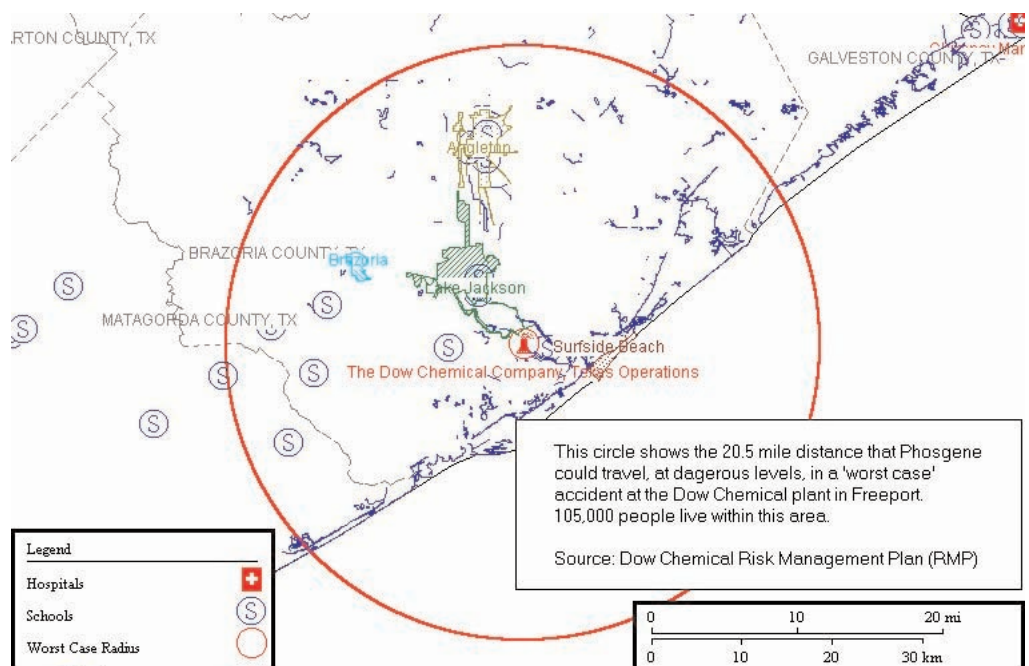 ARTON COUNTY, TX
GALVESTON COUNTY, TX
S
S
Angleton
BRAZORIA COUNTY, TX
Brazoria
Lake Jackson
S
S
S
MATAGORDA COUNTY, TX
S
S
Surfside Beach
The Dow Chemical Company, Texas Operations
S
S
S
S
This circle shows the 20.5 mile distance that Phosgene
could travel, at dagerous levels, in a 'worst case'
accident at the Dow Chemical plant in Freeport.
105,000 people live within this area.
Source: Dow Chemical Risk Management Plan (RMP)
Legend
Hospitals
Schools S
Worst Case Radius
0 10 20 mi
0 10 20 30 km